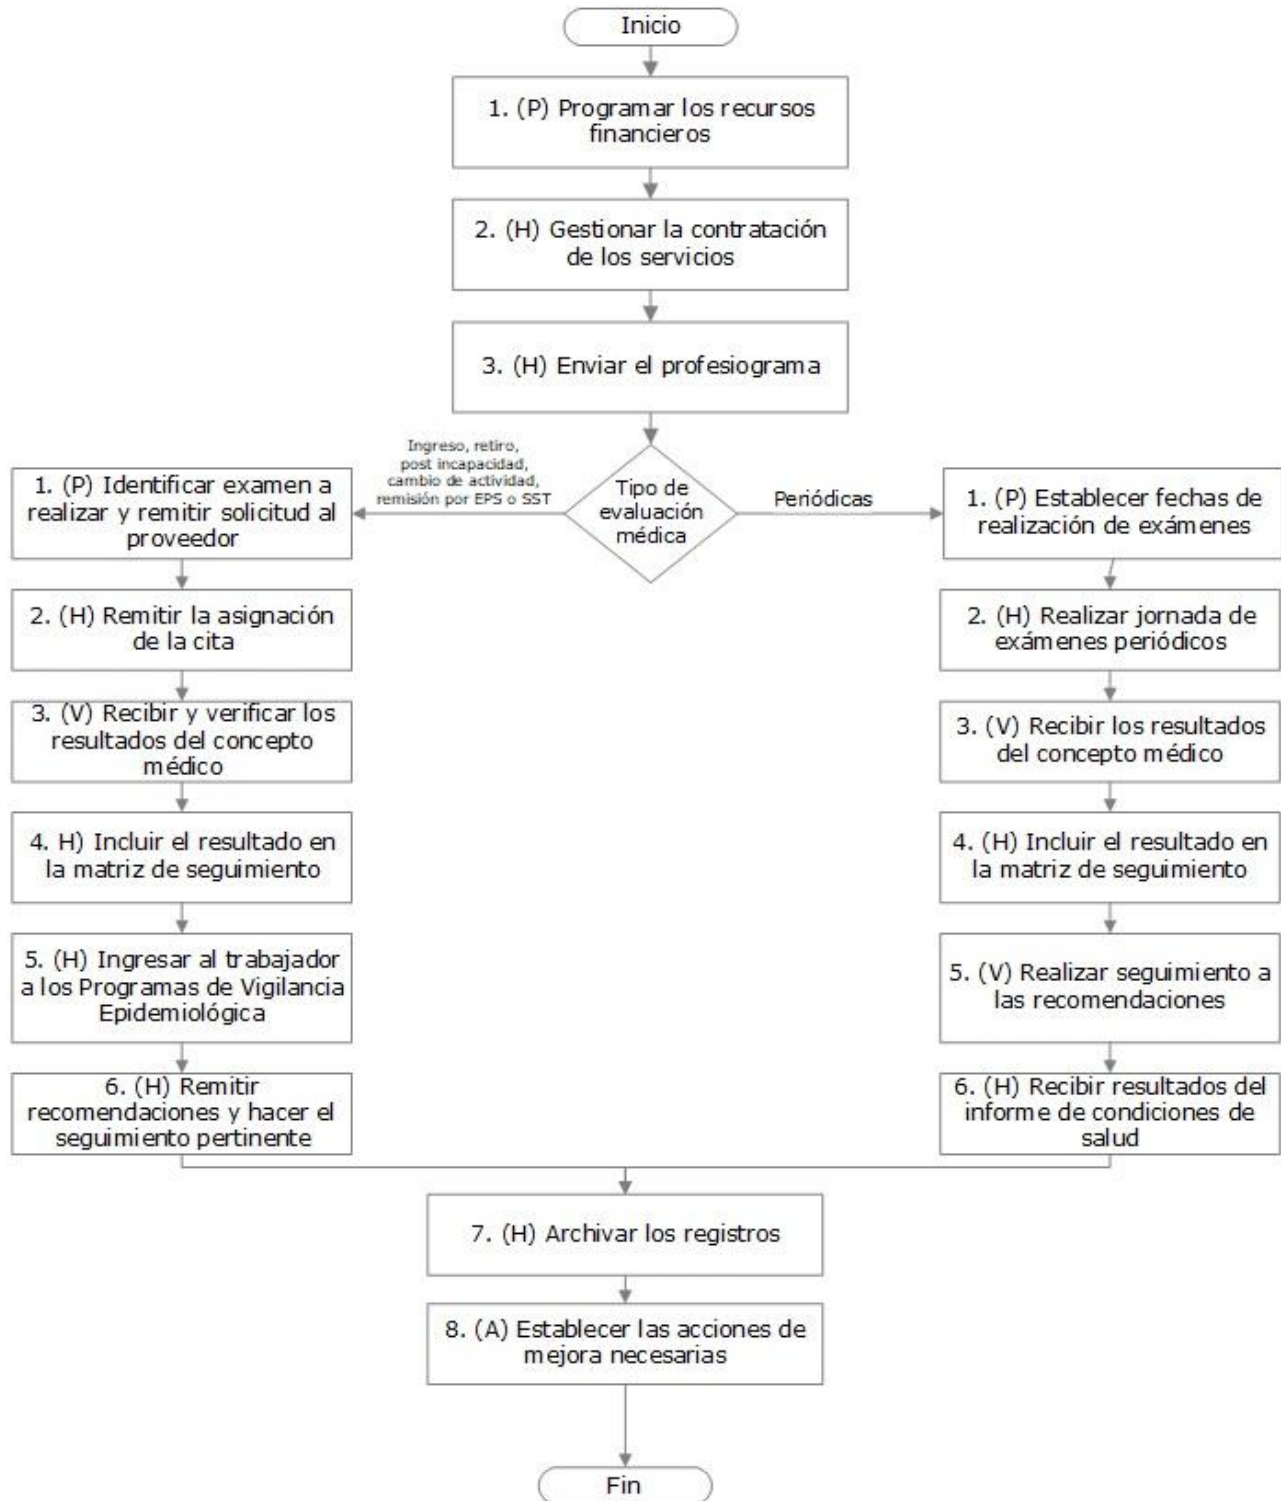 Inicio
1. (P) Programar los recursos
financieros
2. (H) Gestionar la contratación
de los servicios
3. (H) Enviar el profesiograma
Tipo de
evaluación
médica
Ingreso, retiro,
post incapacidad,
cambio de actividad,
remisión por EPS o SST
1. (P) Identificar examen a
realizar y remitir solicitud al
proveedor
2. (H) Remitir la asignación
de la cita
3. (V) Recibir y verificar los
resultados del concepto
médico
4. H) Incluir el resultado en
la matriz de seguimiento
5. (H) Ingresar al trabajador
a los Programas de Vigilancia
Epidemiológica
6. (H) Remitir
recomendaciones y hacer el
seguimiento pertinente
Periódicas
1. (P) Establecer fechas de
realización de exámenes
2. (H) Realizar jornada de
exámenes periódicos
3. (V) Recibir los resultados
del concepto médico
4. (H) Incluir el resultado en
la matriz de seguimiento
5. (V) Realizar seguimiento a
las recomendaciones
6. (H) Recibir resultados del
informe de condiciones de
salud
7. (H) Archivar los registros
8. (A) Establecer las acciones de
mejora necesarias
Fin